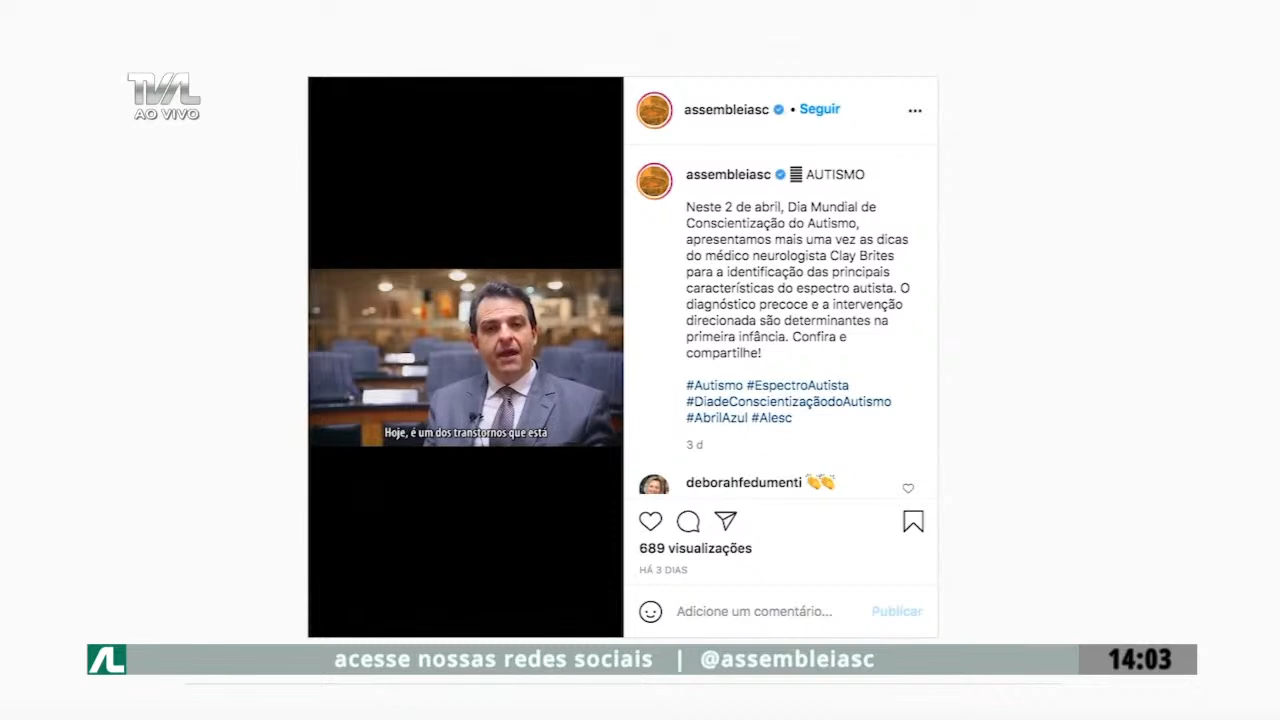 TVAL
AO VIVO
assembleiasc • Seguir
assembleiasc AUTISMO
Neste 2 de abril, Dia Mundial de
Conscientização do Autismo,
apresentamos mais uma vez as dicas
do médico neurologista Clay Brites
para a identificação das principais
características do espectro autista. O
diagnóstico precoce e a intervenção
direcionada são determinantes na
primeira infância. Confira e
compartilhe!
#Autismo #EspectroAutista
#DiadeConscientizaçãodoAutismo
#AbrilAzul #Alesc
3 d
Hoje, é um dos transtornos que está
deborahfedumenti 👏👏
689 visualizações
HÁ 3 DIAS
Adicione um comentário... Publicar
AL acesse nossas redes sociais | @assembleiasc 14:03